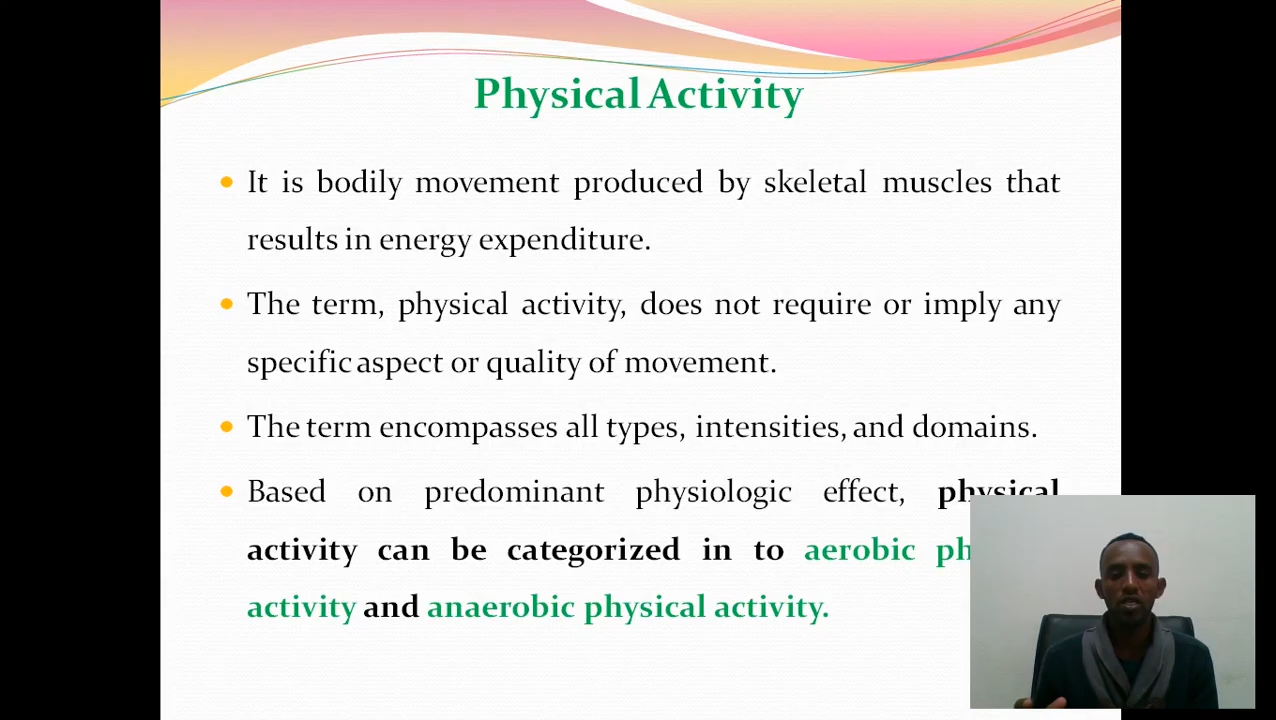 Physical Activity
It is bodily movement produced by skeletal muscles that
results in energy expenditure.
The term, physical activity, does not require or imply any
specific aspect or quality of movement.
The term encompasses all types, intensities, and domains.
Based on predominant physiologic effect, physical
activity can be categorized in to aerobic
activity and anaerobic physical activity.